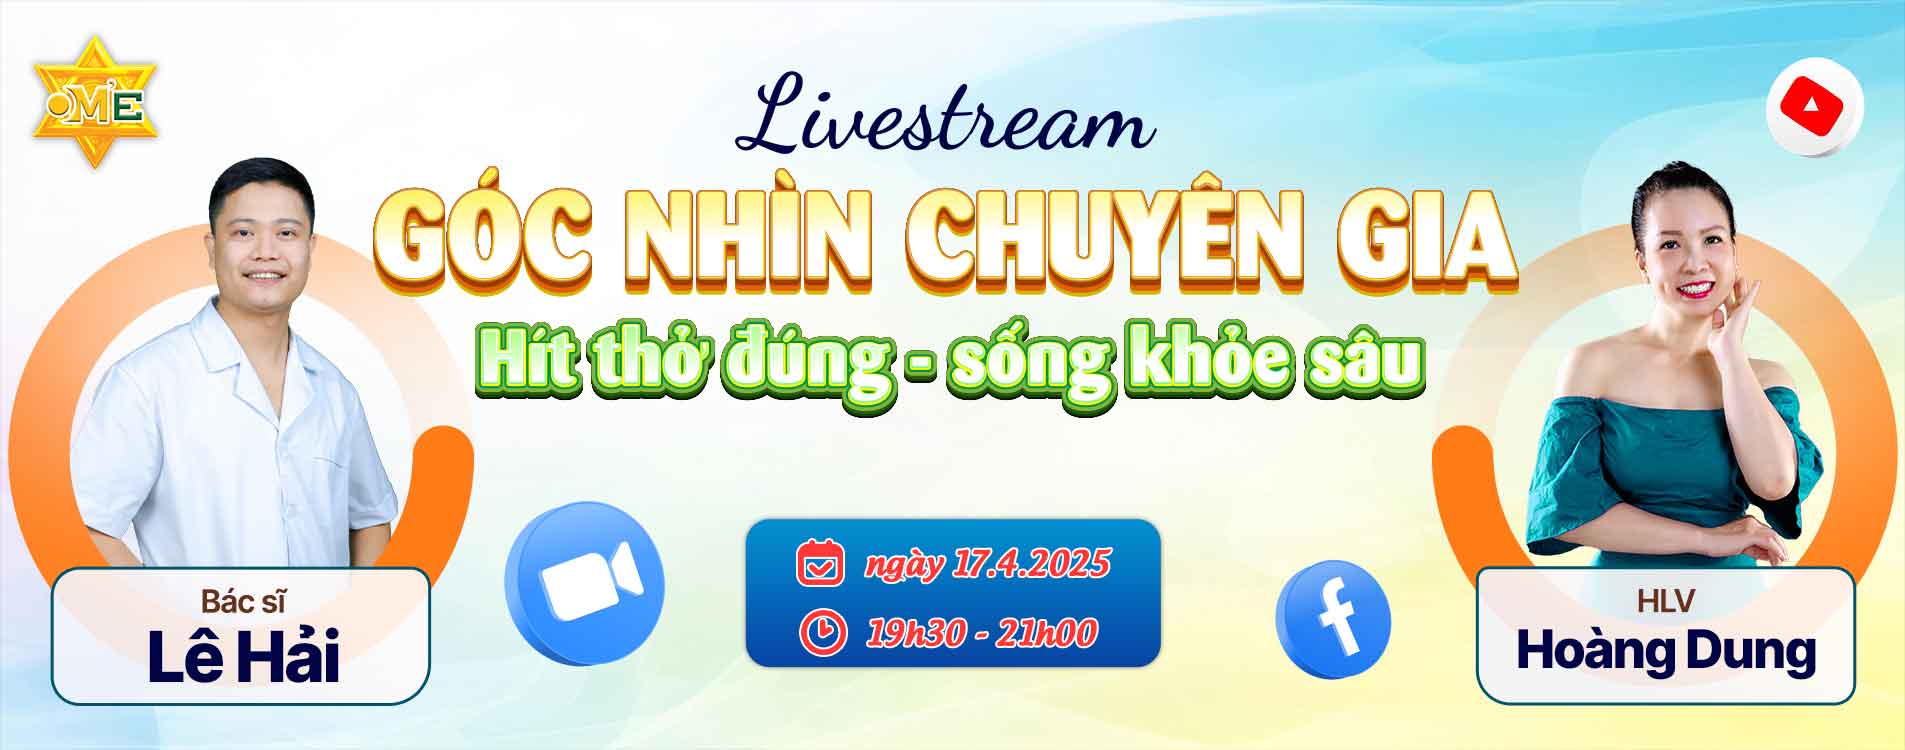 OM'E
Livestream
GÓC NHÌN CHUYÊN GIA
Hít thở đúng - sống khỏe sâu
ngày 17.4.2025
19h30 - 21h00
Bác sĩ
Lê Hải
HLV
Hoàng Dung